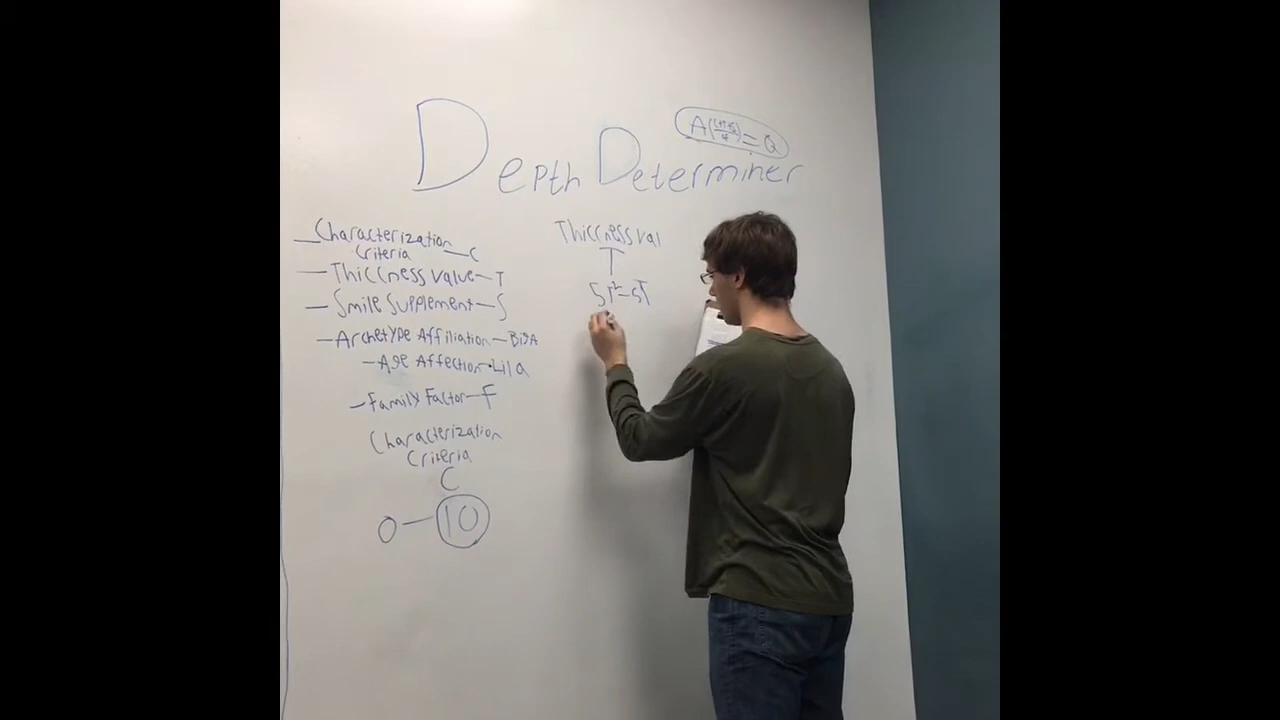 Depth Determiner
A(   /4) = Q
— Characterization
Criteria — C
— Thiccness Value — T
— Smile Supplement — S
— Archetype Affiliation — Big A
— Age Affection • Lil a
— Family Factor — F
Characterization
Criteria
C
0 — 10
Thiccness Val
T
5T²-5T